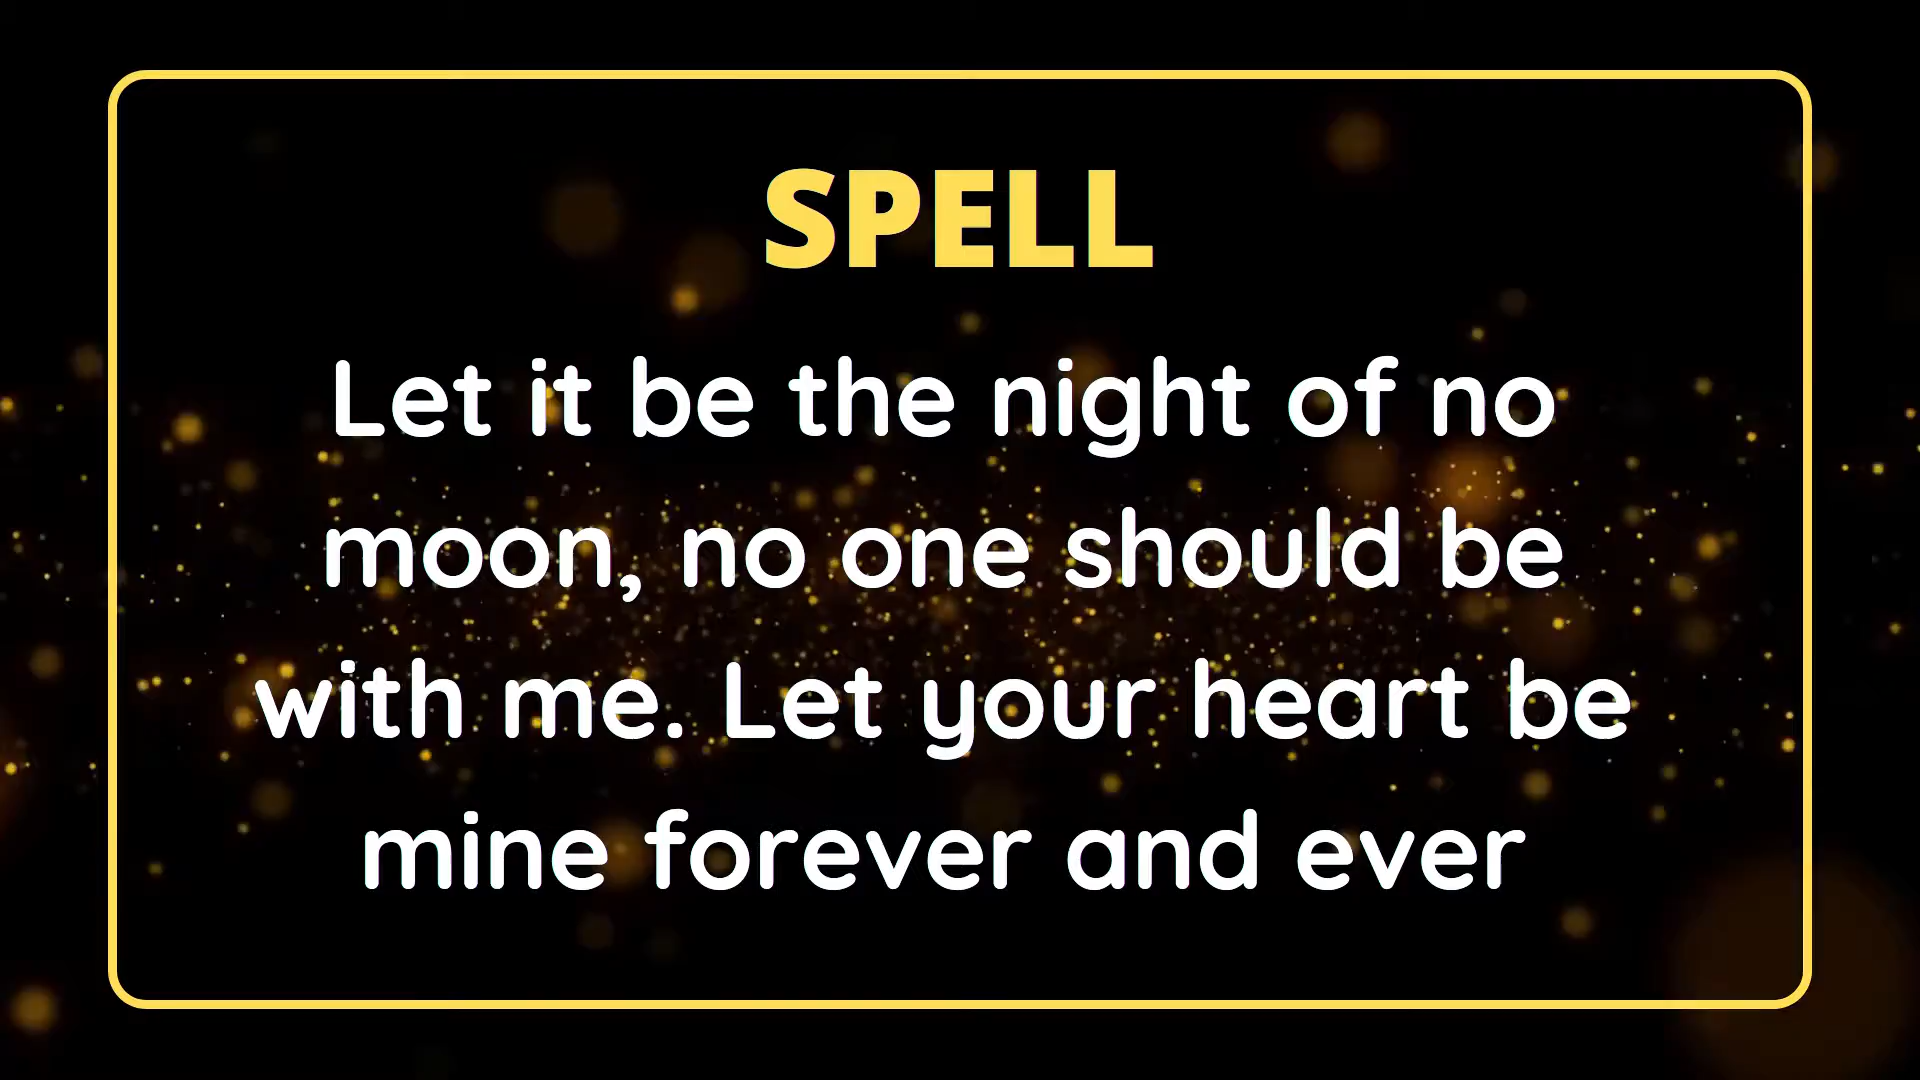 SPELL
Let it be the night of no
moon, no one should be
with me. Let your heart be
mine forever and ever